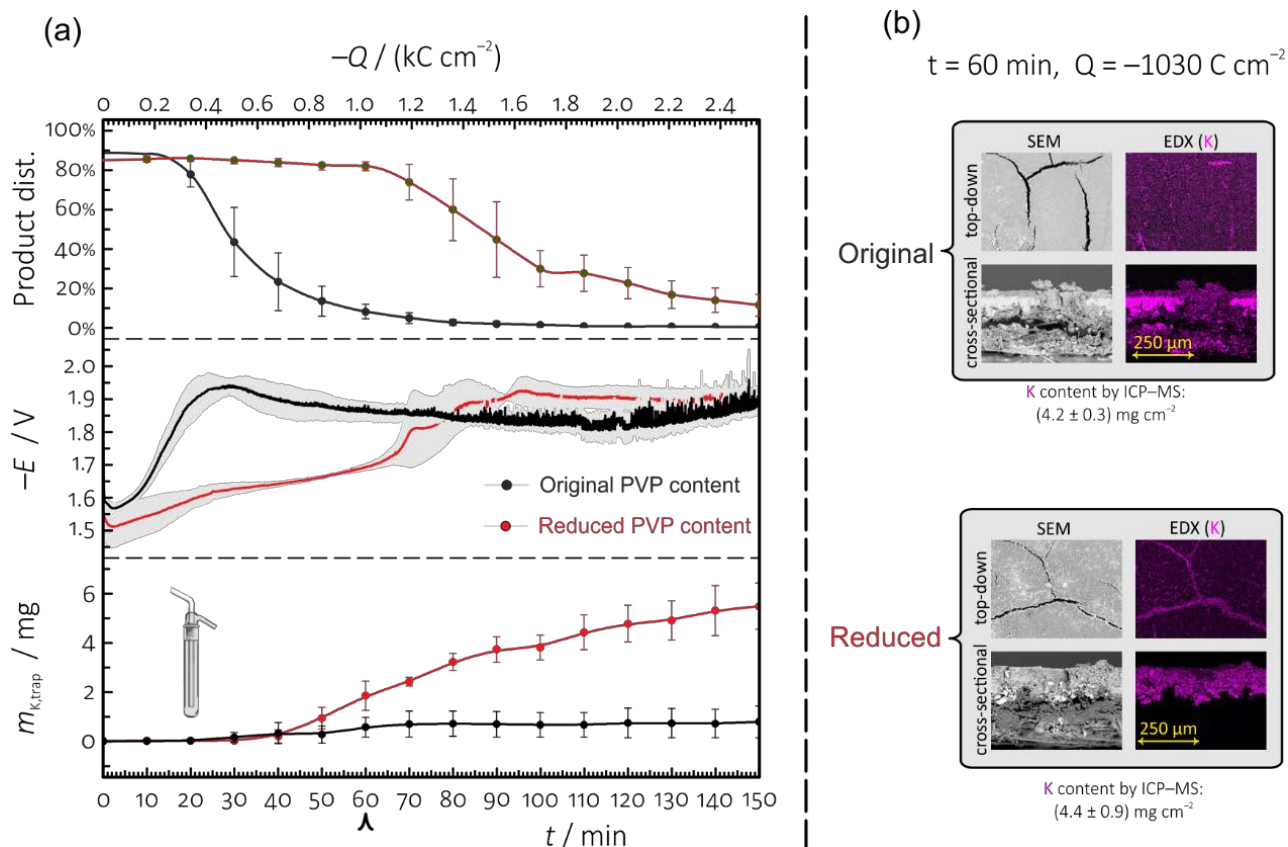 (a)
–Q / (kC cm⁻²)
0 0.2 0.4 0.6 0.8 1.0 1.2 1.4 1.6 1.8 2.0 2.2 2.4
Product dist.
100%
80%
60%
40%
20%
0%
–E / V
2.0
1.9
1.8
1.7
1.6
1.5
Original PVP content
Reduced PVP content
m K,trap / mg
6
4
2
0
0 10 20 30 40 50 60 70 80 90 100 110 120 130 140 150
t / min
(b)
t = 60 min, Q = –1030 C cm⁻²
Original
SEM EDX (K)
top-down
cross-sectional
250 µm
K content by ICP–MS:
(4.2 ± 0.3) mg cm⁻²
Reduced
SEM EDX (K)
top-down
cross-sectional
250 µm
K content by ICP–MS:
(4.4 ± 0.9) mg cm⁻²